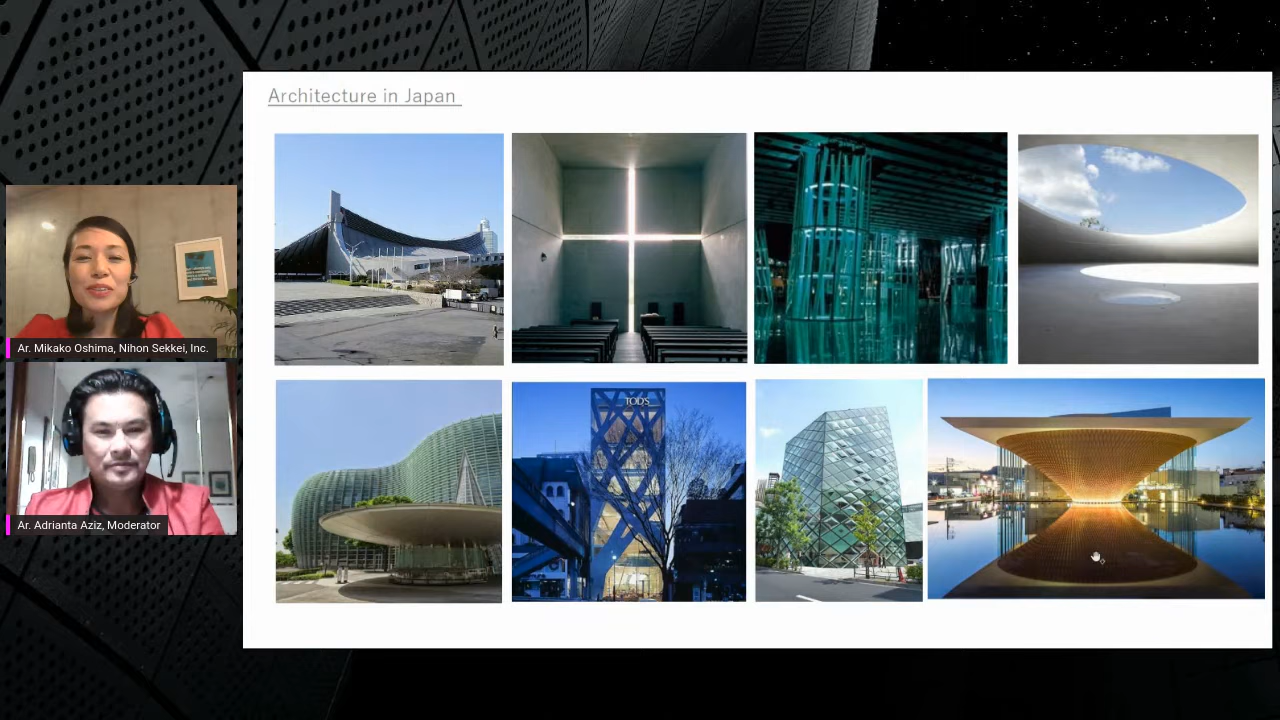 Architecture in Japan
Ar. Mikako Oshima, Nihon Sekkei, Inc.
Ar. Adrianta Aziz, Moderator
TOD'S